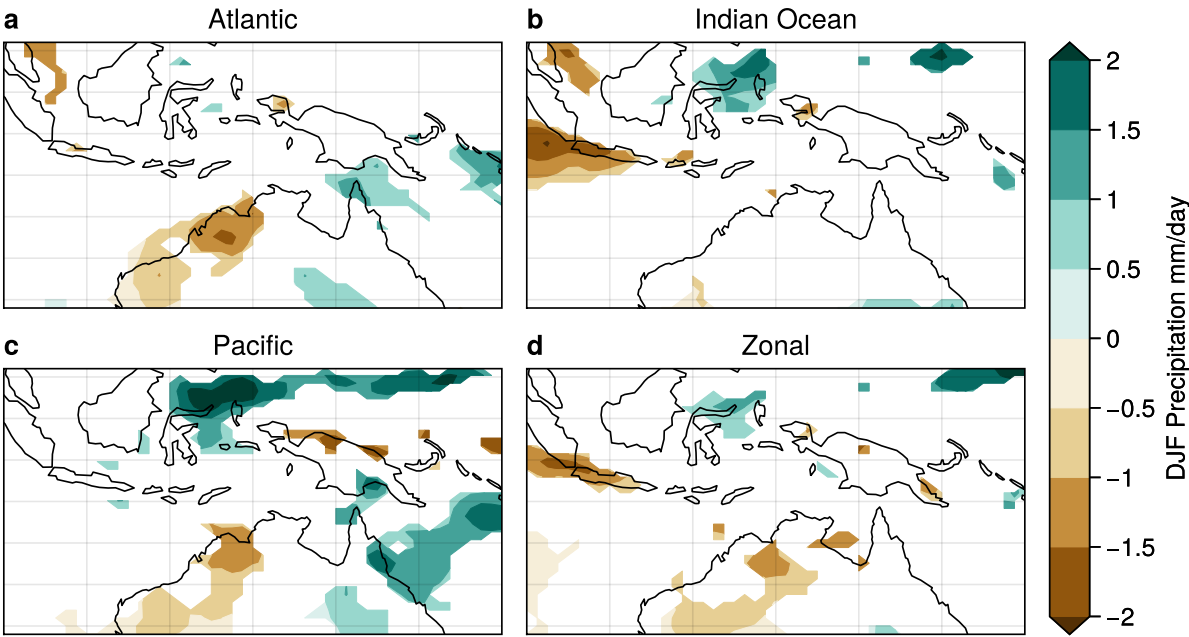 a Atlantic
b Indian Ocean
c Pacific
d Zonal
2
1.5
1
0.5
0
−0.5
−1
−1.5
−2
DJF Precipitation mm/day